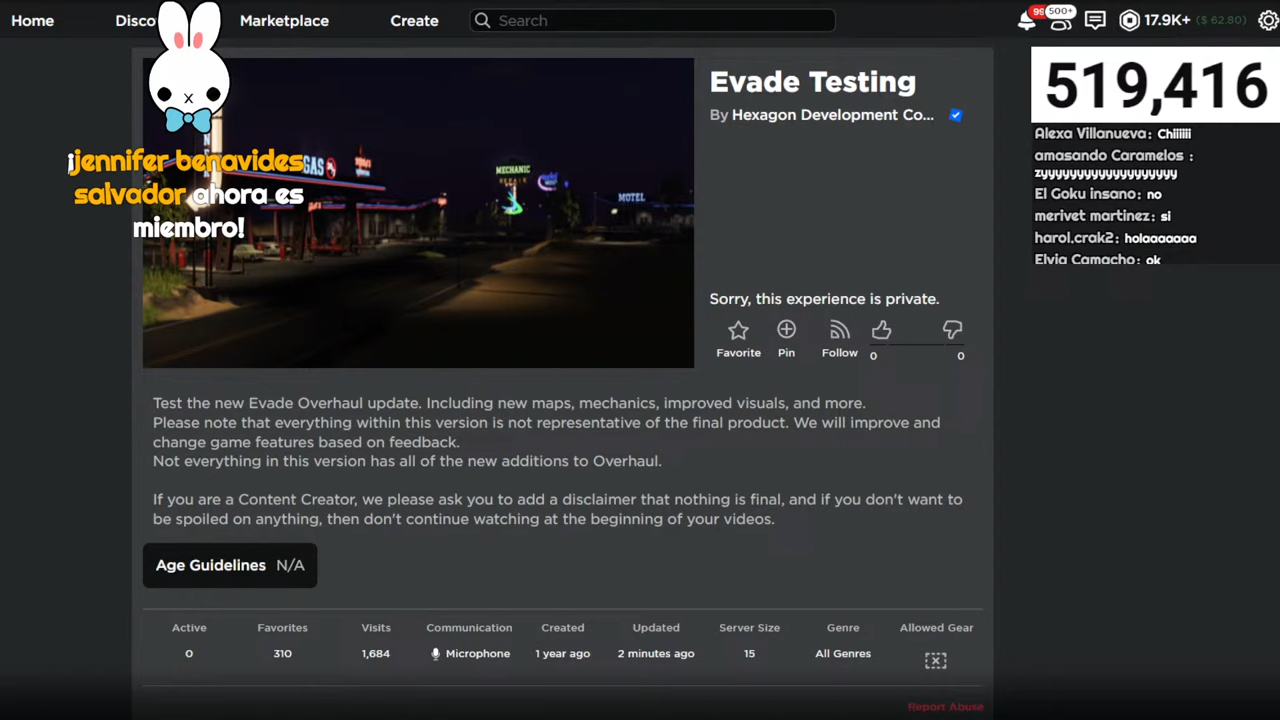 Home
Disco
Marketplace
Create
Search
99
500+
17.9K+
($ 62.80)
Evade Testing
By Hexagon Development Co...
519,416
Alexa Villanueva: Chiiiiii
amasando Caramelos :
zyyyyyyyyyyyyyyyyyy
El Goku insano: no
merivet martinez: si
harol.crak2: holaaaaaaa
Elvia Camacho: ok
¡jennifer benavides
salvador ahora es
miembro!
GAS
MECHANIC
REPAIR
MOTEL
Sorry, this experience is private.
Favorite
Pin
Follow
0
0
Test the new Evade Overhaul update. Including new maps, mechanics, improved visuals, and more.
Please note that everything within this version is not representative of the final product. We will improve and
change game features based on feedback.
Not everything in this version has all of the new additions to Overhaul.
If you are a Content Creator, we please ask you to add a disclaimer that nothing is final, and if you don't want to
be spoiled on anything, then don't continue watching at the beginning of your videos.
Age Guidelines N/A
Active
Favorites
Visits
Communication
Created
Updated
Server Size
Genre
Allowed Gear
0
310
1,684
Microphone
1 year ago
2 minutes ago
15
All Genres
Report Abuse